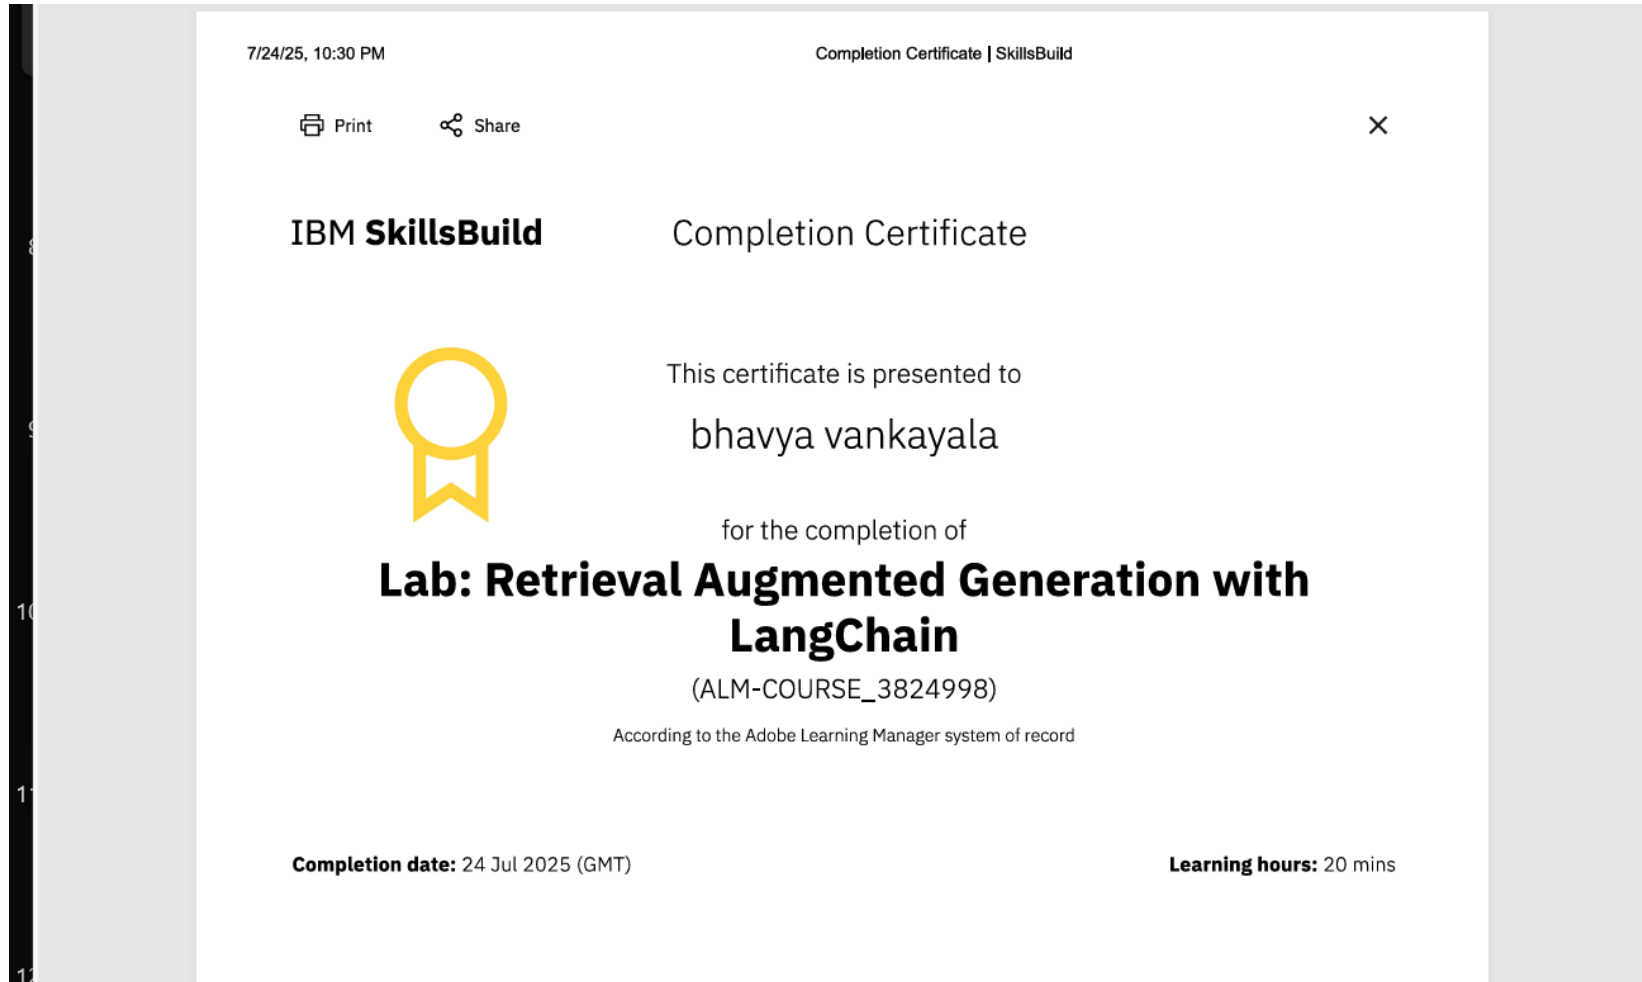 7/24/25, 10:30 PM
Completion Certificate | SkillsBuild
Print
Share
IBM SkillsBuild
Completion Certificate
This certificate is presented to
bhavya vankayala
for the completion of
Lab: Retrieval Augmented Generation with
LangChain
(ALM-COURSE_3824998)
According to the Adobe Learning Manager system of record
Completion date: 24 Jul 2025 (GMT)
Learning hours: 20 mins